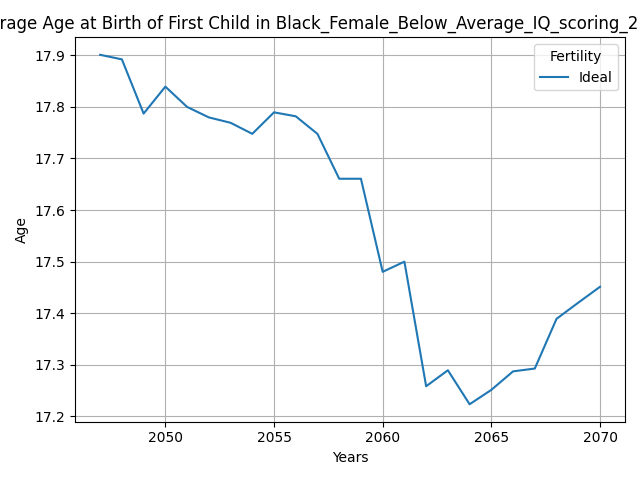 rage Age at Birth of First Child in Black_Female_Below_Average_IQ_scoring_2
Fertility
Ideal
17.9
17.8
17.7
17.6
17.5
17.4
17.3
17.2
Age
2050 2055 2060 2065 2070
Years